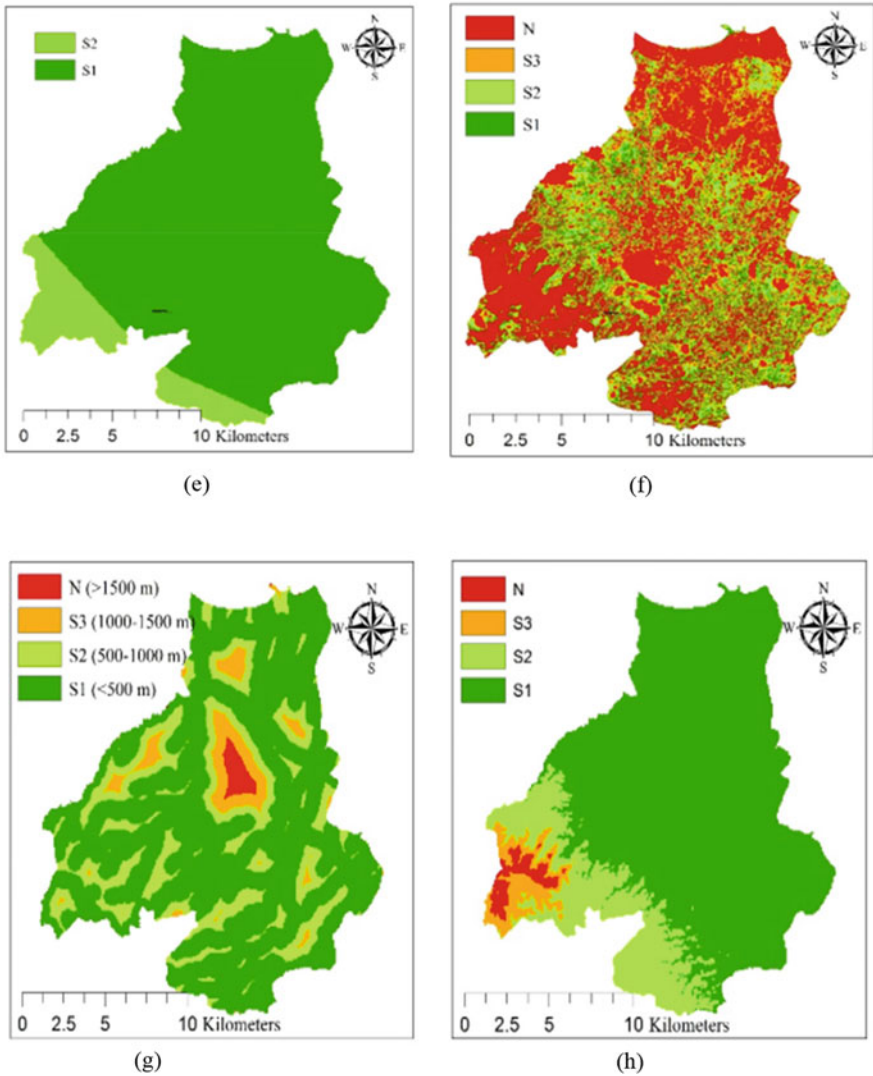 S2
S1
N
W E
S
0 2.5 5 10 Kilometers
(e)
N
S3
S2
S1
N
W E
S
0 2.5 5 10 Kilometers
(f)
N (>1500 m)
S3 (1000-1500 m)
S2 (500-1000 m)
S1 (<500 m)
N
W E
S
0 2.5 5 10 Kilometers
(g)
N
S3
S2
S1
N
W E
S
0 2.5 5 10 Kilometers
(h)